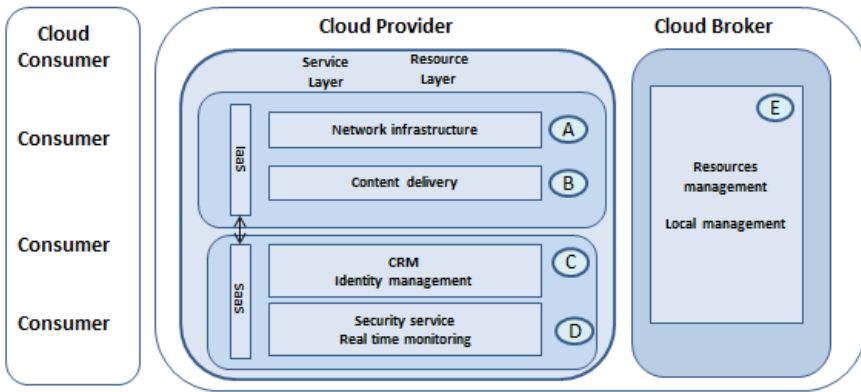 Cloud
Consumer
Consumer
Consumer
Consumer
Cloud Provider
Service
Layer
Resource
Layer
IaaS
Network infrastructure
A
Content delivery
B
SaaS
CRM
Identity management
C
Security service
Real time monitoring
D
Cloud Broker
E
Resources
management
Local management